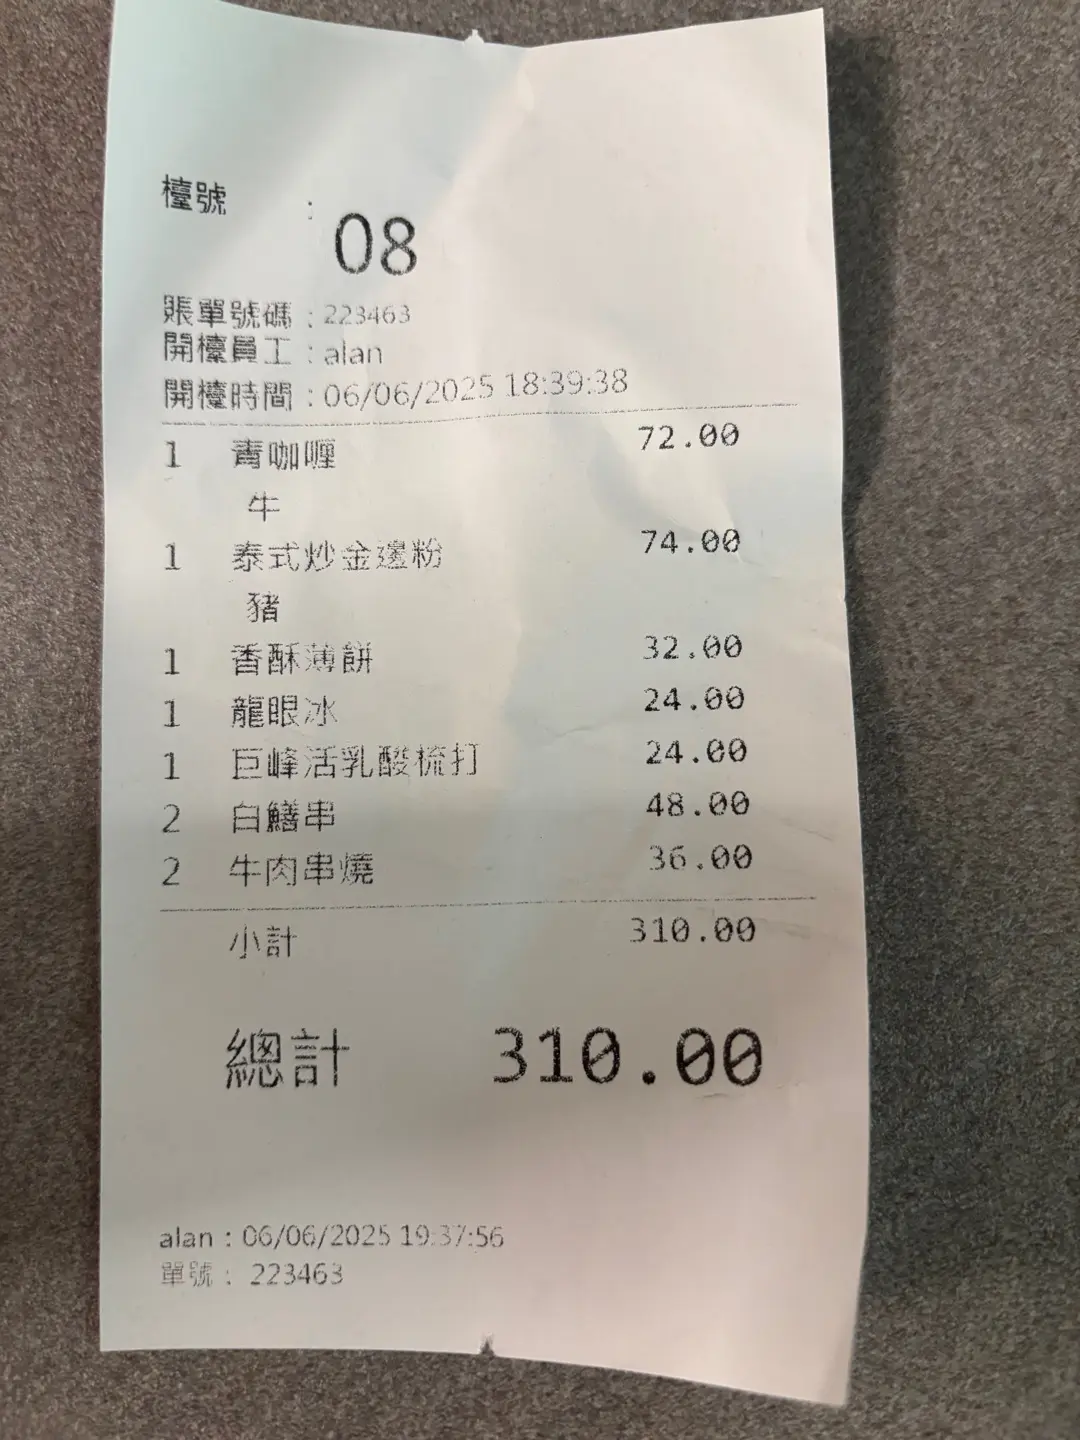 檯號 : 08
賬單號碼 : 223463
開檯員工 : alan
開檯時間 : 06/06/2025 18:39:38
1 青咖喱 72.00
牛
1 泰式炒金邊粉 74.00
豬
1 香酥薄餅 32.00
1 龍眼冰 24.00
1 巨峰活乳酸梳打 24.00
2 白鱔串 48.00
2 牛肉串燒 36.00
小計 310.00
總計 310.00
alan : 06/06/2025 19:37:56
單號 : 223463